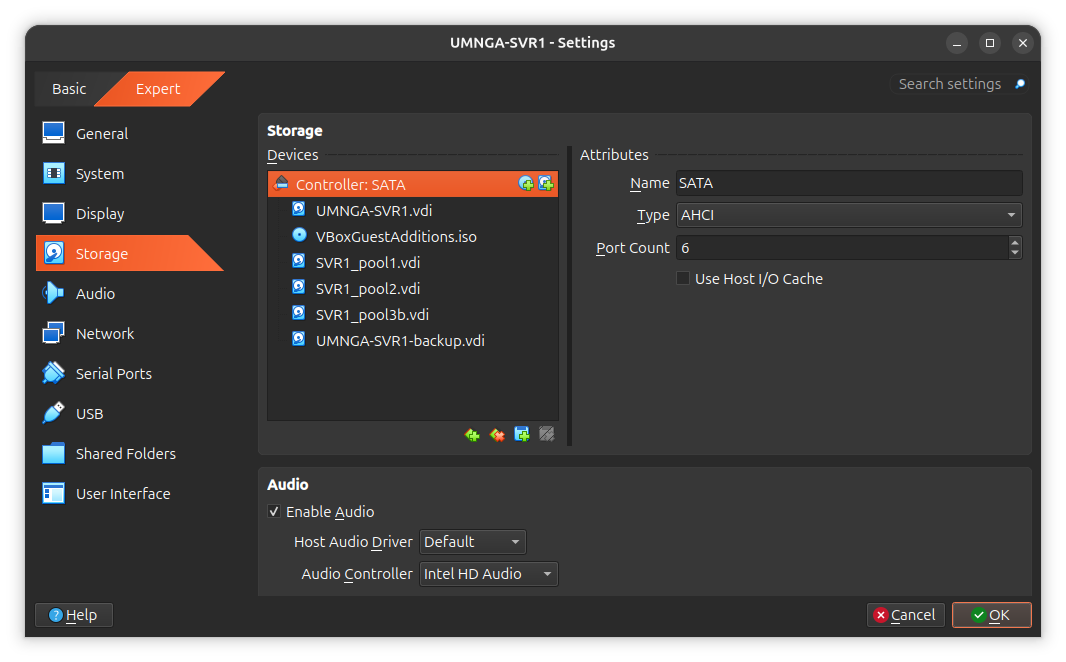 UMNGA-SVR1 - Settings
Basic
Expert
Search settings
General
System
Display
Storage
Audio
Network
Serial Ports
USB
Shared Folders
User Interface
Storage
Devices
Controller: SATA
UMNGA-SVR1.vdi
VBoxGuestAdditions.iso
SVR1_pool1.vdi
SVR1_pool2.vdi
SVR1_pool3b.vdi
UMNGA-SVR1-backup.vdi
Attributes
Name SATA
Type AHCI
Port Count 6
Use Host I/O Cache
Audio
Enable Audio
Host Audio Driver Default
Audio Controller Intel HD Audio
Help
Cancel
OK